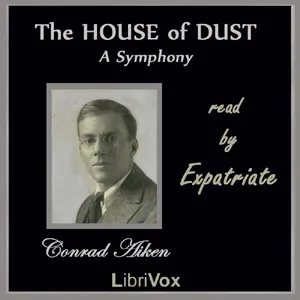 The HOUSE of DUST
A Symphony
read
by
Expatriate
Conrad Aiken
LibriVox